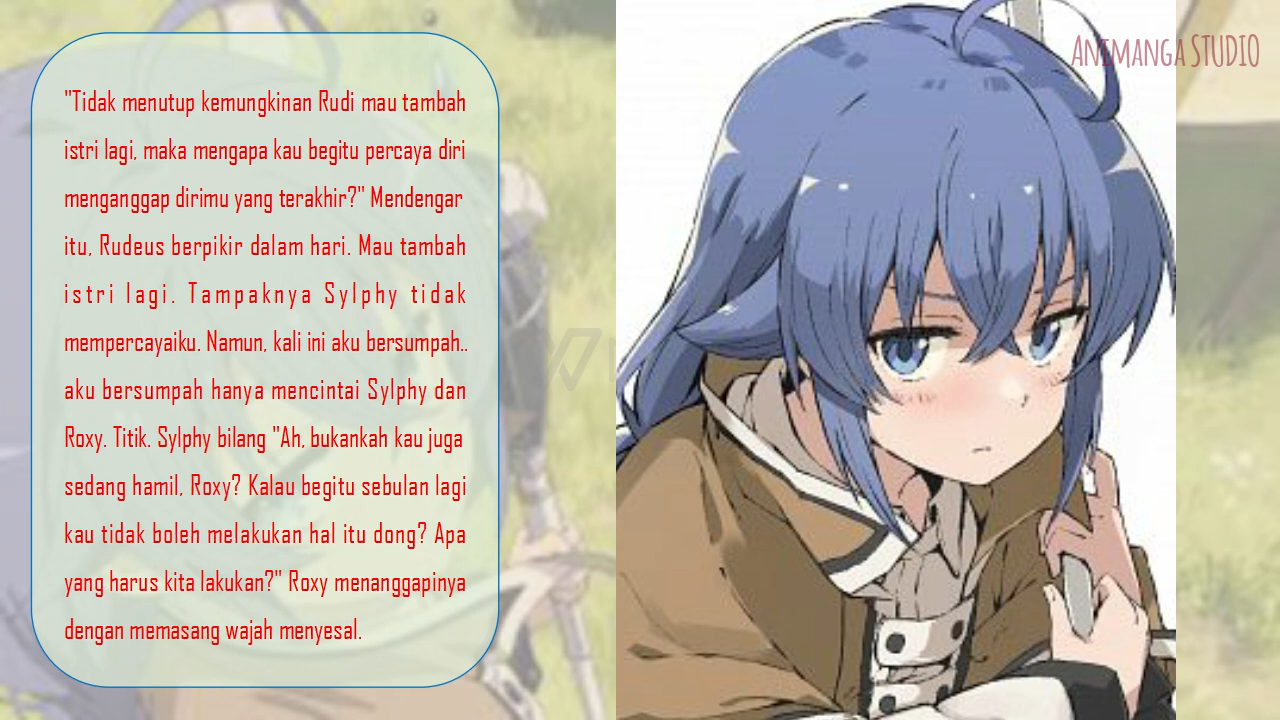 "Tidak menutup kemungkinan Rudi mau tambah
istri lagi, maka mengapa kau begitu percaya diri
menganggap dirimu yang terakhir?" Mendengar
itu, Rudeus berpikir dalam hari. Mau tambah
istri lagi. Tampaknya Sylphy tidak
mempercayaiku. Namun, kali ini aku bersumpah..
aku bersumpah hanya mencintai Sylphy dan
Roxy. Titik. Sylphy bilang "Ah, bukankah kau juga
sedang hamil, Roxy? Kalau begitu sebulan lagi
kau tidak boleh melakukan hal itu dong? Apa
yang harus kita lakukan?" Roxy menanggapinya
dengan memasang wajah menyesal.
ANIMANGA STUDIO